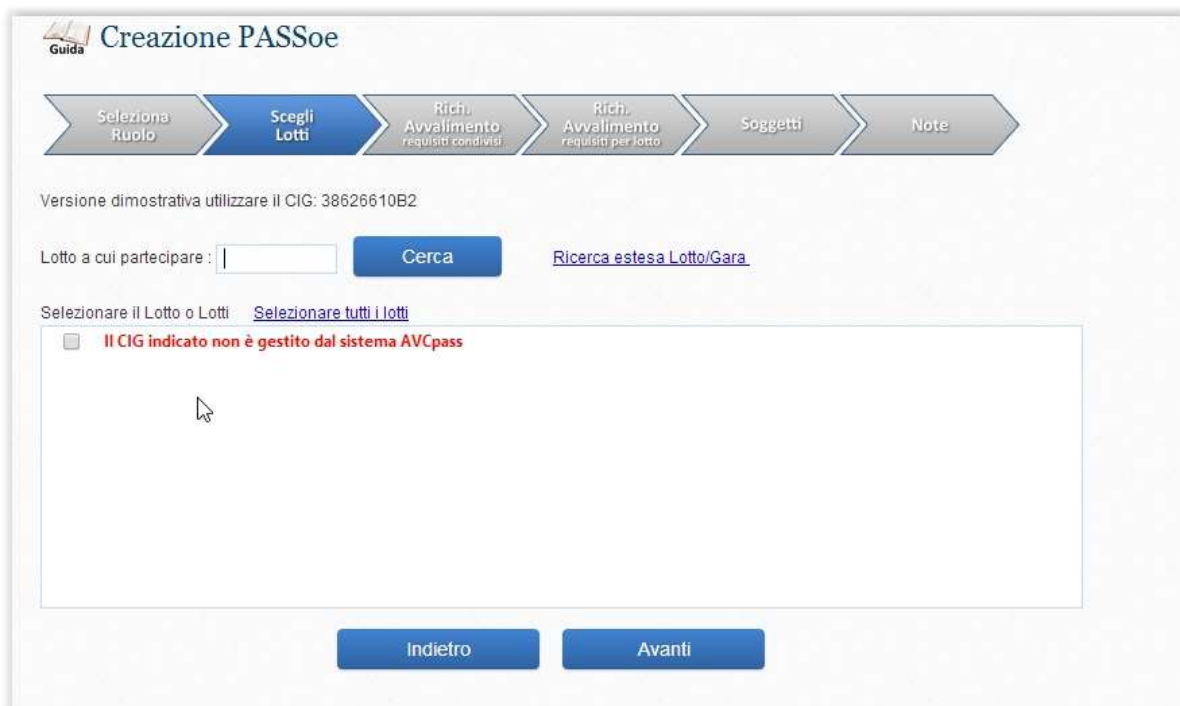 Guida Creazione PASSoe
Seleziona Ruolo
Scegli Lotti
Rich. Avvalimento requisiti condivisi
Rich. Avvalimento requisiti per lotto
Soggetti
Note
Versione dimostrativa utilizzare il CIG: 38626610B2
Lotto a cui partecipare : Cerca Ricerca estesa Lotto/Gara
Selezionare il Lotto o Lotti Selezionare tutti i lotti
Il CIG indicato non è gestito dal sistema AVCpass
Indietro Avanti